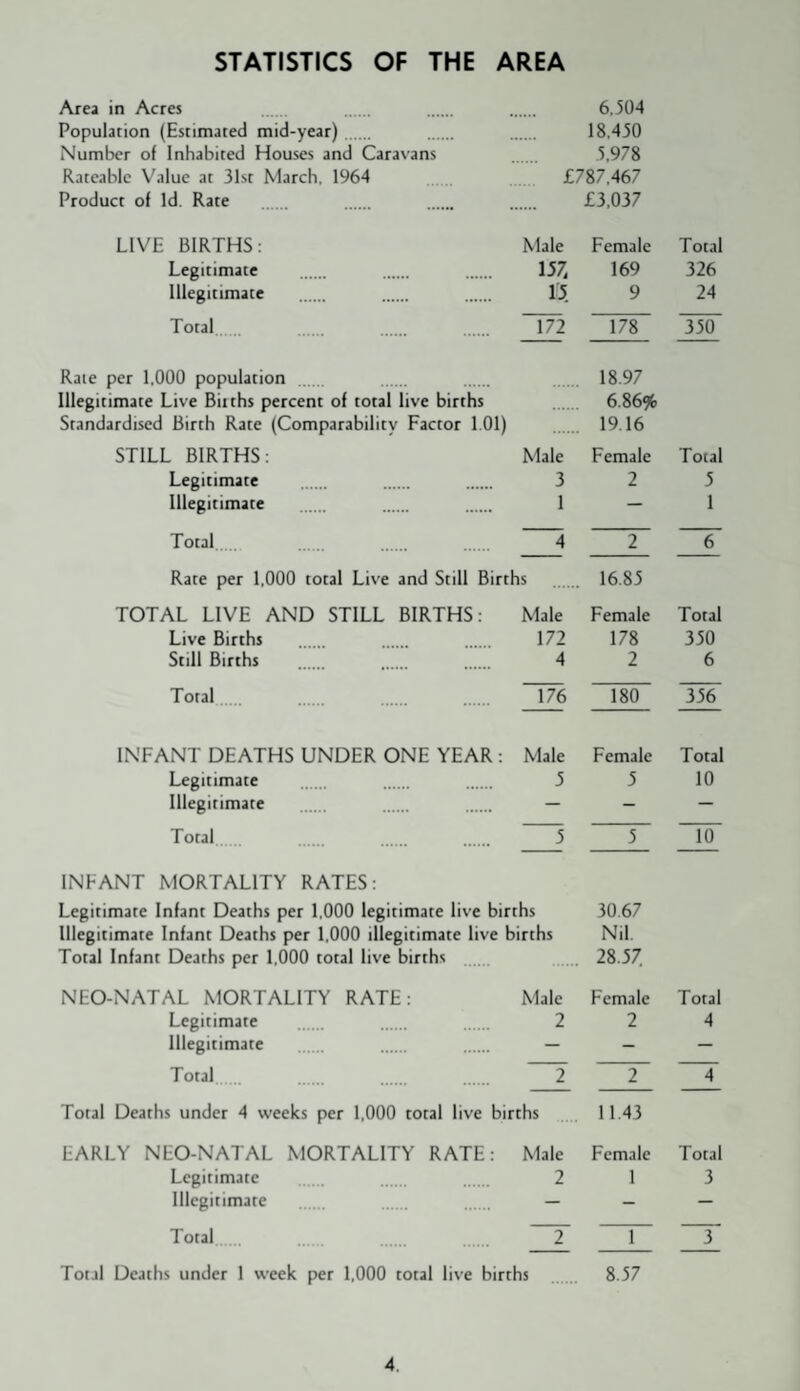 STATISTICS OF THE AREA
Area in Acres ...... ...... ...... ...... 6,504
Population (Estimated mid-year) ...... ...... ...... 18,450
Number of Inhabited Houses and Caravans ...... 5,978
Rateable Value at 31st March, 1964 ...... ...... £787,467
Product of 1d. Rate ...... ...... ...... ...... £3,037
LIVE BIRTHS: Male Female Total
Legitimate ...... ...... ...... 157 169 326
Illegitimate ...... ...... ...... 15 9 24
Total ...... ...... ...... ...... 172 178 350
Rate per 1,000 population ...... ...... ...... ...... 18.97
Illegitimate Live Births percent of total live births ...... 6.86%
Standardised Birth Rate (Comparability Factor 1.01) ...... 19.16
STILL BIRTHS: Male Female Total
Legitimate ...... ...... ...... 3 2 5
Illegitimate ...... ...... ...... 1 — 1
Total ...... ...... ...... ...... 4 2 6
Rate per 1,000 total Live and Still Births ...... 16.85
TOTAL LIVE AND STILL BIRTHS: Male Female Total
Live Births ...... ...... ...... 172 178 350
Still Births ...... ...... ...... 4 2 6
Total ...... ...... ...... ...... 176 180 356
INFANT DEATHS UNDER ONE YEAR: Male Female Total
Legitimate ...... ...... ...... 5 5 10
Illegitimate ...... ...... ...... — — —
Total ...... ...... ...... ...... 5 5 10
INFANT MORTALITY RATES:
Legitimate Infant Deaths per 1,000 legitimate live births 30.67
Illegitimate Infant Deaths per 1,000 illegitimate live births Nil.
Total Infant Deaths per 1,000 total live births ...... ...... 28.57
NEO-NATAL MORTALITY RATE: Male Female Total
Legitimate ...... ...... ...... 2 2 4
Illegitimate ...... ...... ...... — — —
Total ...... ...... ...... ...... 2 2 4
Total Deaths under 4 weeks per 1,000 total live births ...... 11.43
EARLY NEO-NATAL MORTALITY RATE: Male Female Total
Legitimate ...... ...... ...... 2 1 3
Illegitimate ...... ...... ...... — — —
Total ...... ...... ...... ...... 2 1 3
Total Deaths under 1 week per 1,000 total live births ...... 8.57
4.